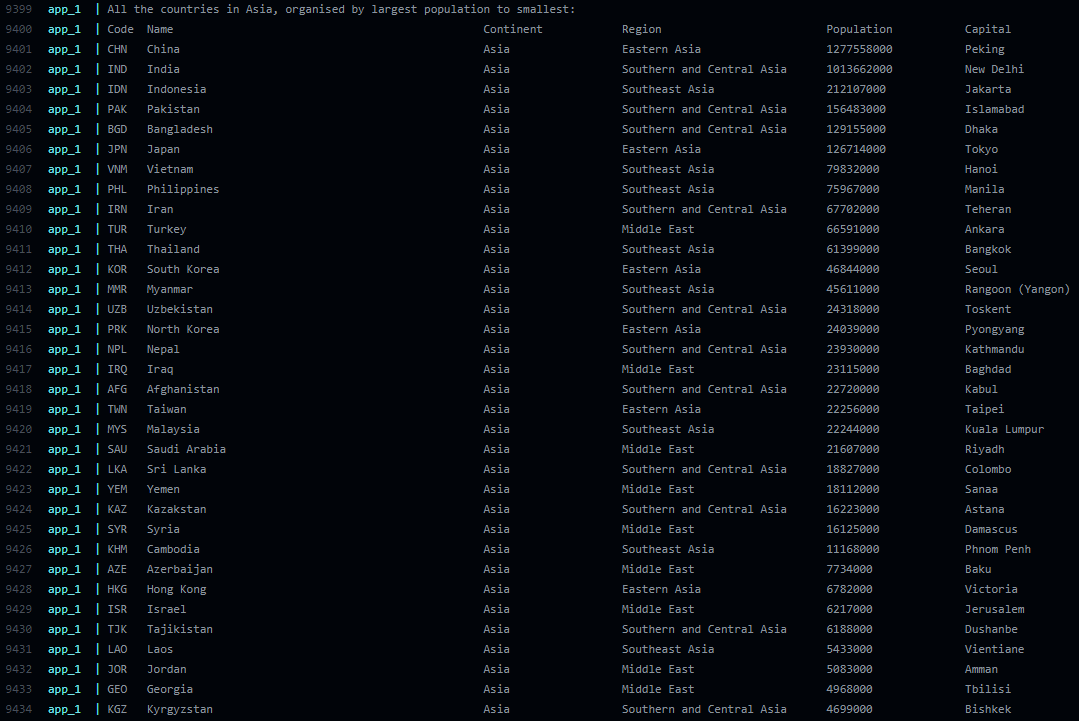 9399 app_1 | All the countries in Asia, organised by largest population to smallest:
9400 app_1 | Code Name Continent Region Population Capital
9401 app_1 | CHN China Asia Eastern Asia 1277558000 Peking
9402 app_1 | IND India Asia Southern and Central Asia 1013662000 New Delhi
9403 app_1 | IDN Indonesia Asia Southeast Asia 212107000 Jakarta
9404 app_1 | PAK Pakistan Asia Southern and Central Asia 156483000 Islamabad
9405 app_1 | BGD Bangladesh Asia Southern and Central Asia 129155000 Dhaka
9406 app_1 | JPN Japan Asia Eastern Asia 126714000 Tokyo
9407 app_1 | VNM Vietnam Asia Southeast Asia 79832000 Hanoi
9408 app_1 | PHL Philippines Asia Southeast Asia 75967000 Manila
9409 app_1 | IRN Iran Asia Southern and Central Asia 67702000 Teheran
9410 app_1 | TUR Turkey Asia Middle East 66591000 Ankara
9411 app_1 | THA Thailand Asia Southeast Asia 61399000 Bangkok
9412 app_1 | KOR South Korea Asia Eastern Asia 46844000 Seoul
9413 app_1 | MMR Myanmar Asia Southeast Asia 45611000 Rangoon (Yangon)
9414 app_1 | UZB Uzbekistan Asia Southern and Central Asia 24318000 Toskent
9415 app_1 | PRK North Korea Asia Eastern Asia 24039000 Pyongyang
9416 app_1 | NPL Nepal Asia Southern and Central Asia 23930000 Kathmandu
9417 app_1 | IRQ Iraq Asia Middle East 23115000 Baghdad
9418 app_1 | AFG Afghanistan Asia Southern and Central Asia 22720000 Kabul
9419 app_1 | TWN Taiwan Asia Eastern Asia 22256000 Taipei
9420 app_1 | MYS Malaysia Asia Southeast Asia 22244000 Kuala Lumpur
9421 app_1 | SAU Saudi Arabia Asia Middle East 21607000 Riyadh
9422 app_1 | LKA Sri Lanka Asia Southern and Central Asia 18827000 Colombo
9423 app_1 | YEM Yemen Asia Middle East 18112000 Sanaa
9424 app_1 | KAZ Kazakstan Asia Southern and Central Asia 16223000 Astana
9425 app_1 | SYR Syria Asia Middle East 16125000 Damascus
9426 app_1 | KHM Cambodia Asia Southeast Asia 11168000 Phnom Penh
9427 app_1 | AZE Azerbaijan Asia Middle East 7734000 Baku
9428 app_1 | HKG Hong Kong Asia Eastern Asia 6782000 Victoria
9429 app_1 | ISR Israel Asia Middle East 6217000 Jerusalem
9430 app_1 | TJK Tajikistan Asia Southern and Central Asia 6188000 Dushanbe
9431 app_1 | LAO Laos Asia Southeast Asia 5433000 Vientiane
9432 app_1 | JOR Jordan Asia Middle East 5083000 Amman
9433 app_1 | GEO Georgia Asia Middle East 4968000 Tbilisi
9434 app_1 | KGZ Kyrgyzstan Asia Southern and Central Asia 4699000 Bishkek